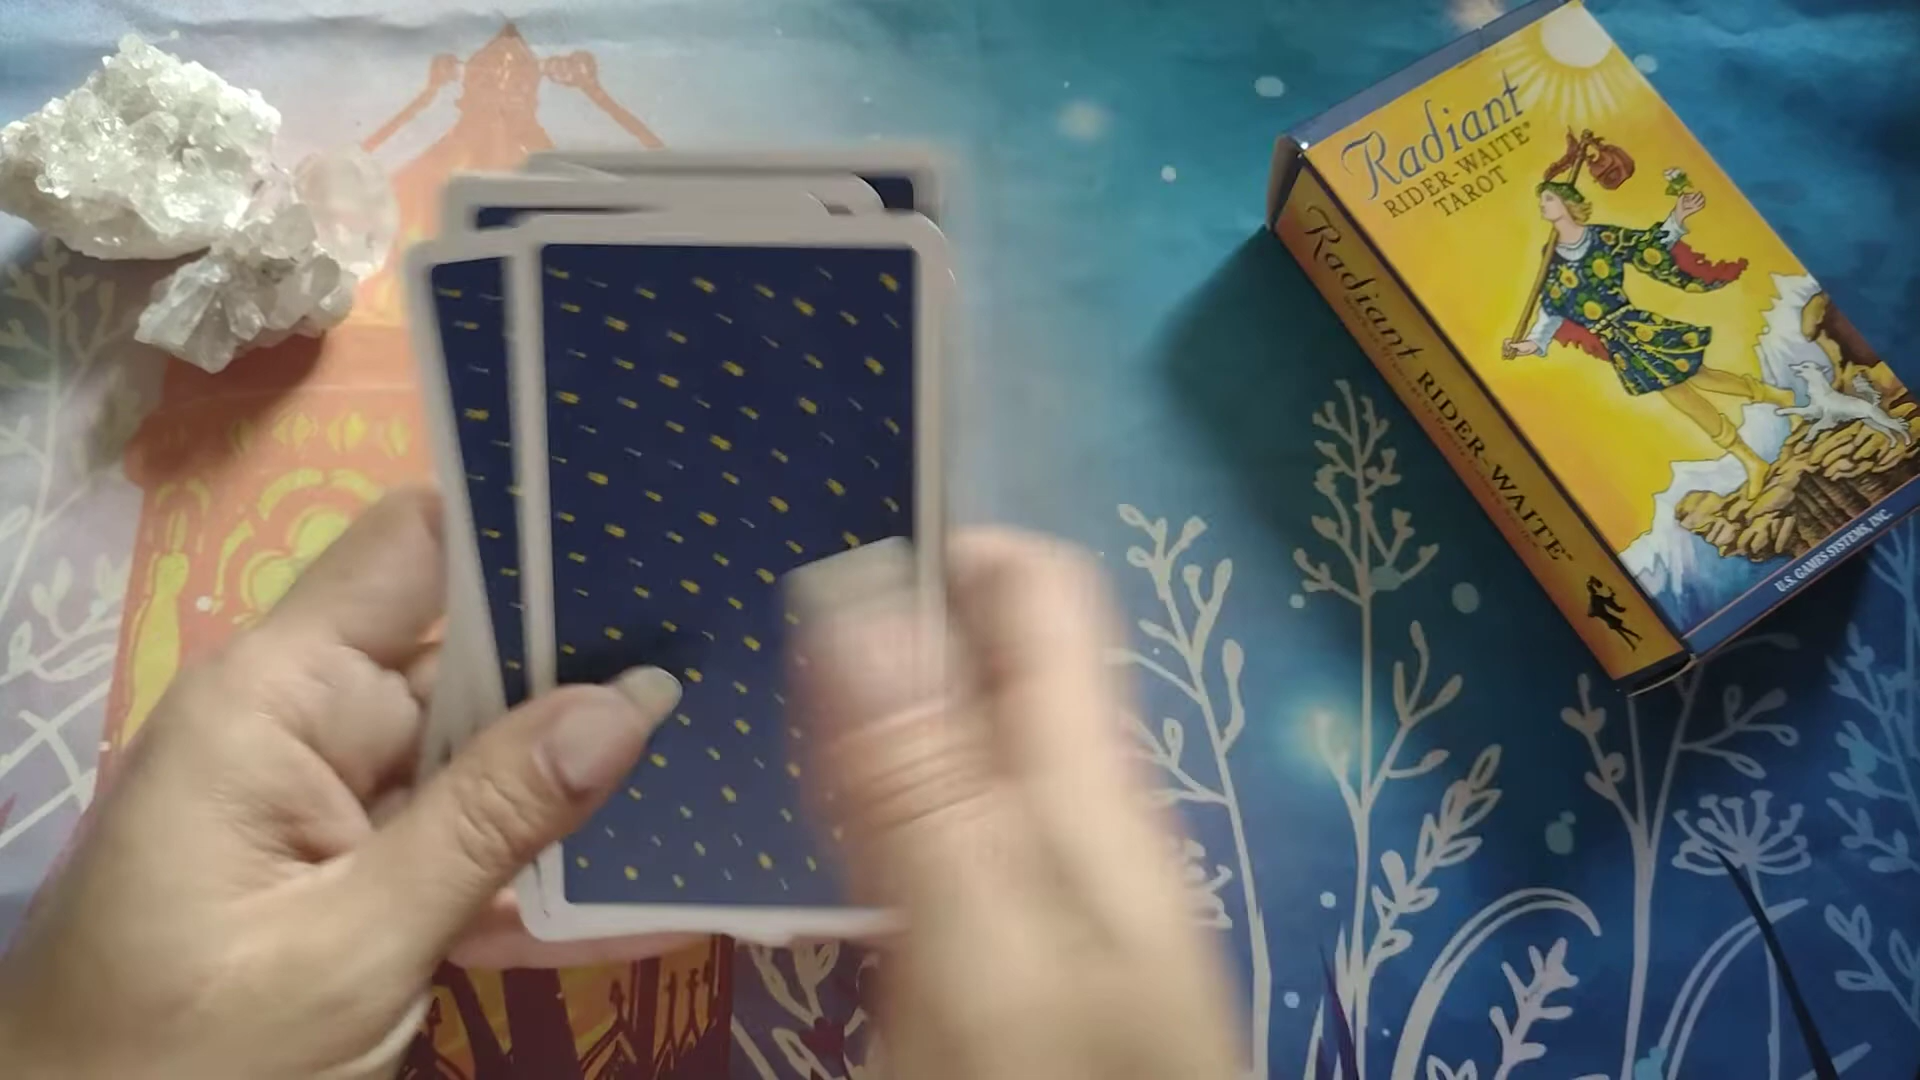 Radiant
RIDER-WAITE®
TAROT
Radiant RIDER-WAITE®
U.S. GAMES SYSTEMS, INC.